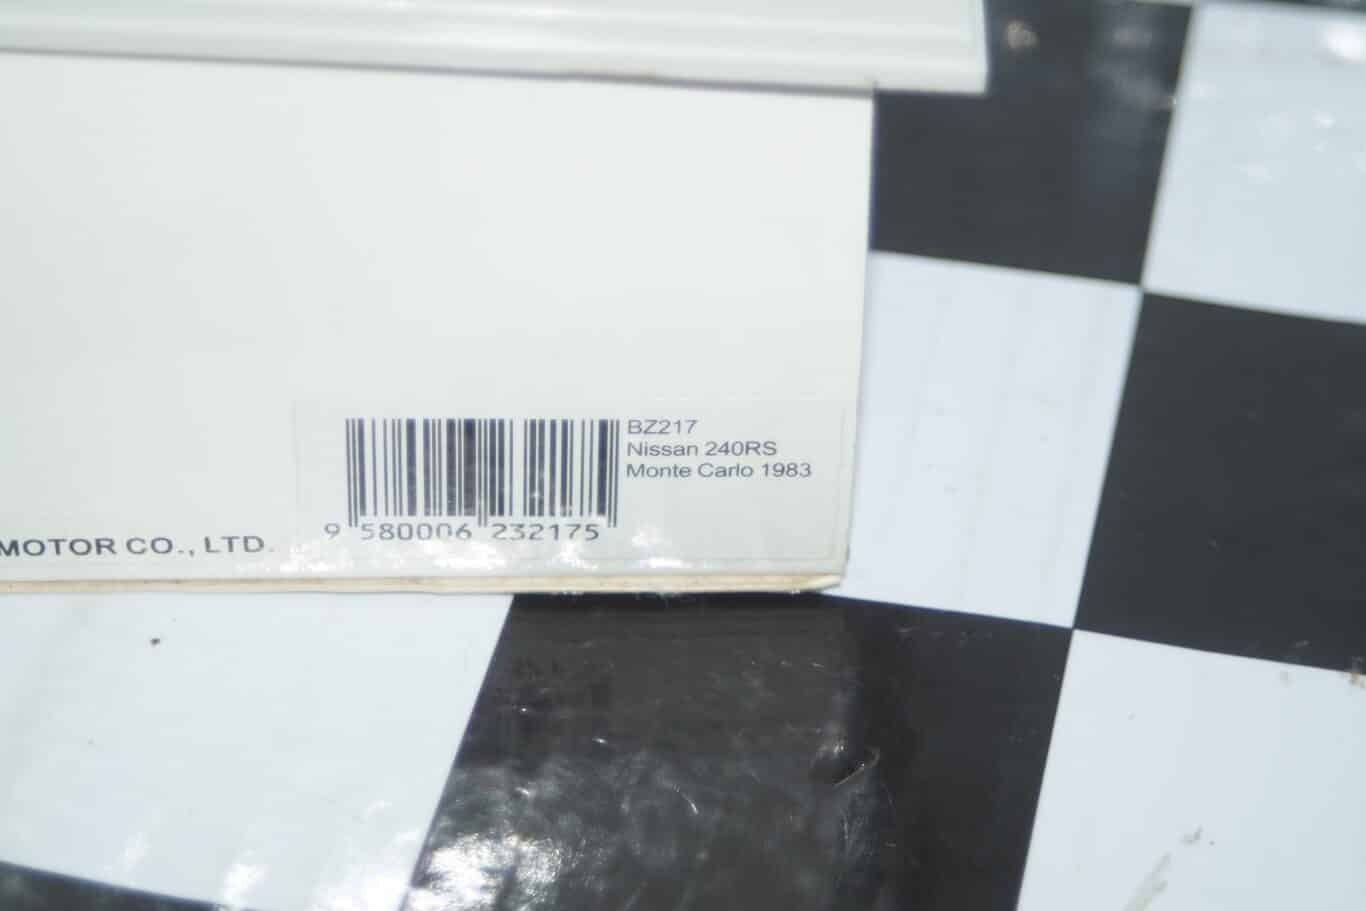 BZ217
Nissan 240RS
Monte Carlo 1983
9 580006 232175
MOTOR CO., LTD.